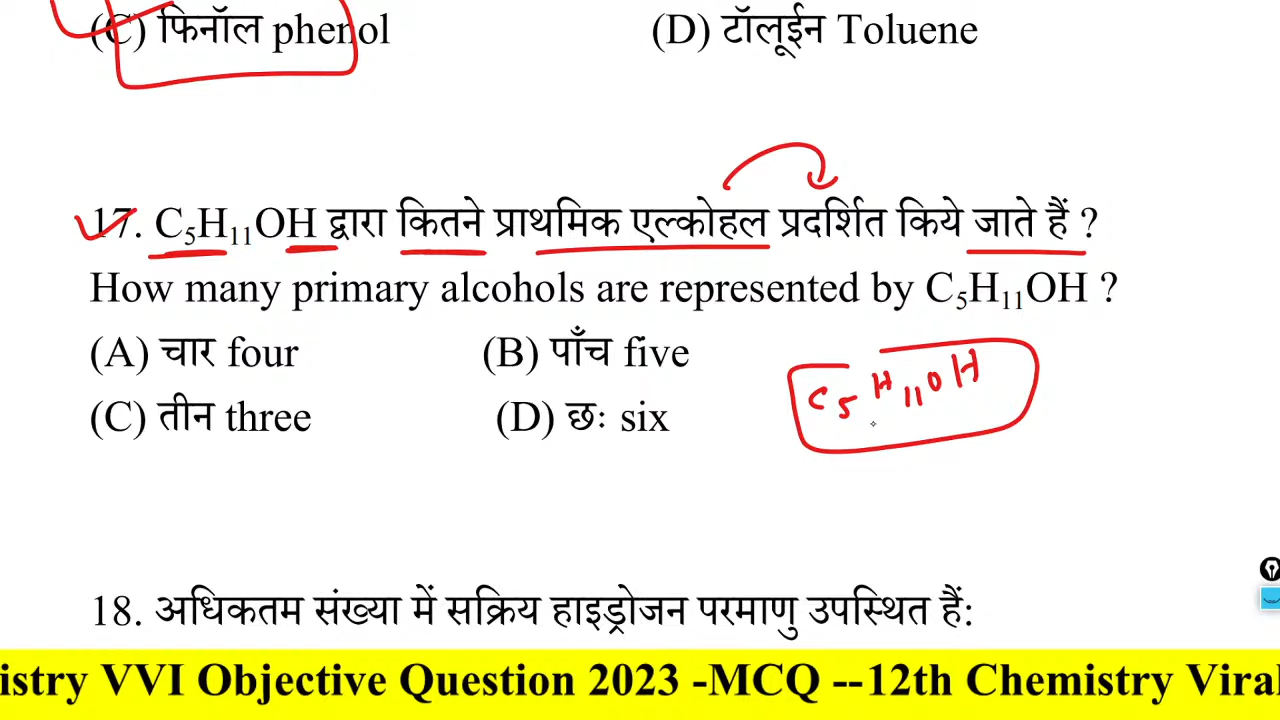 (C) फिनॉल phenol (D) टॉलूईन Toluene
17. C₅H₁₁OH द्वारा कितने प्राथमिक एल्कोहल प्रदर्शित किये जाते हैं ?
How many primary alcohols are represented by C₅H₁₁OH ?
(A) चार four (B) पाँच five
(C) तीन three (D) छः six
C₅H₁₁OH
18. अधिकतम संख्या में सक्रिय हाइड्रोजन परमाणु उपस्थित हैं:
istry VVI Objective Question 2023 -MCQ --12th Chemistry Viral